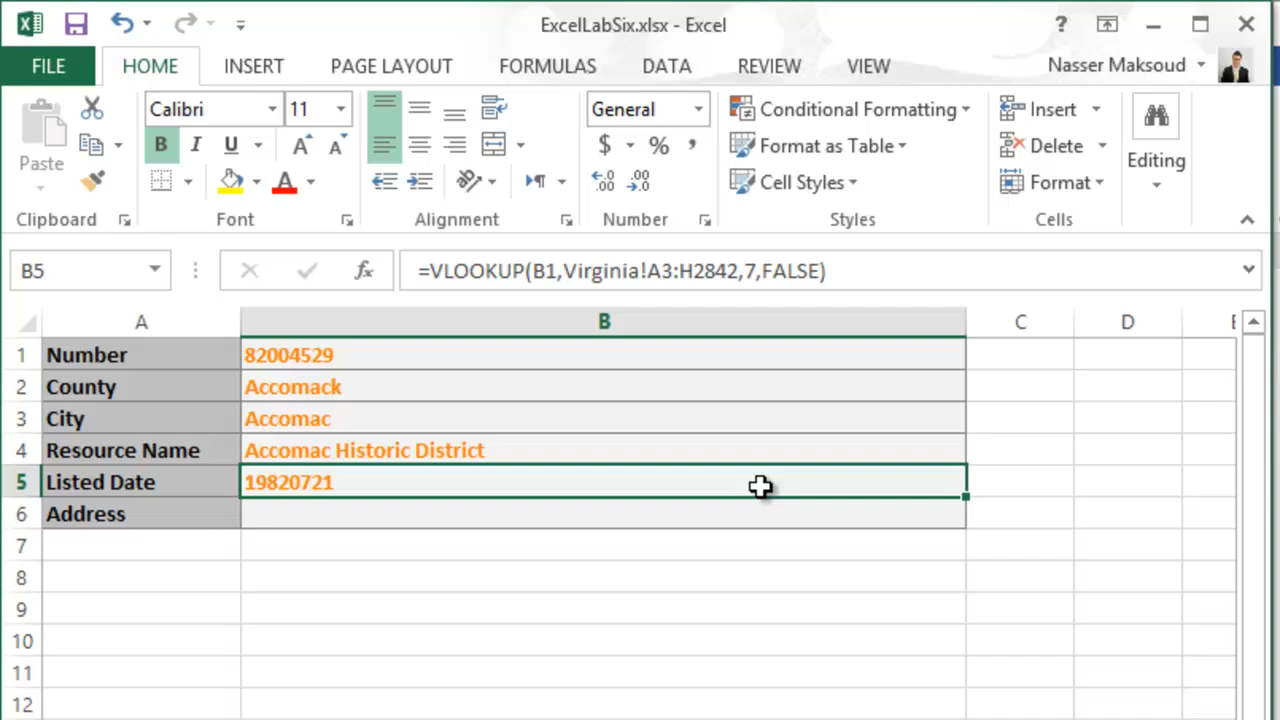 ExcelLabSix.xlsx - Excel
?
FILE HOME INSERT PAGE LAYOUT FORMULAS DATA REVIEW VIEW Nasser Maksoud
Calibri 11 General Conditional Formatting Insert
Paste B I U A A $ % , Format as Table Delete Editing
A .00 .0 Cell Styles Format
Clipboard Font Alignment Number Styles Cells
B5 fx =VLOOKUP(B1,Virginia!A3:H2842,7,FALSE)
A B C D E
1 Number 82004529
2 County Accomack
3 City Accomac
4 Resource Name Accomac Historic District
5 Listed Date 19820721
6 Address
7
8
9
10
11
12